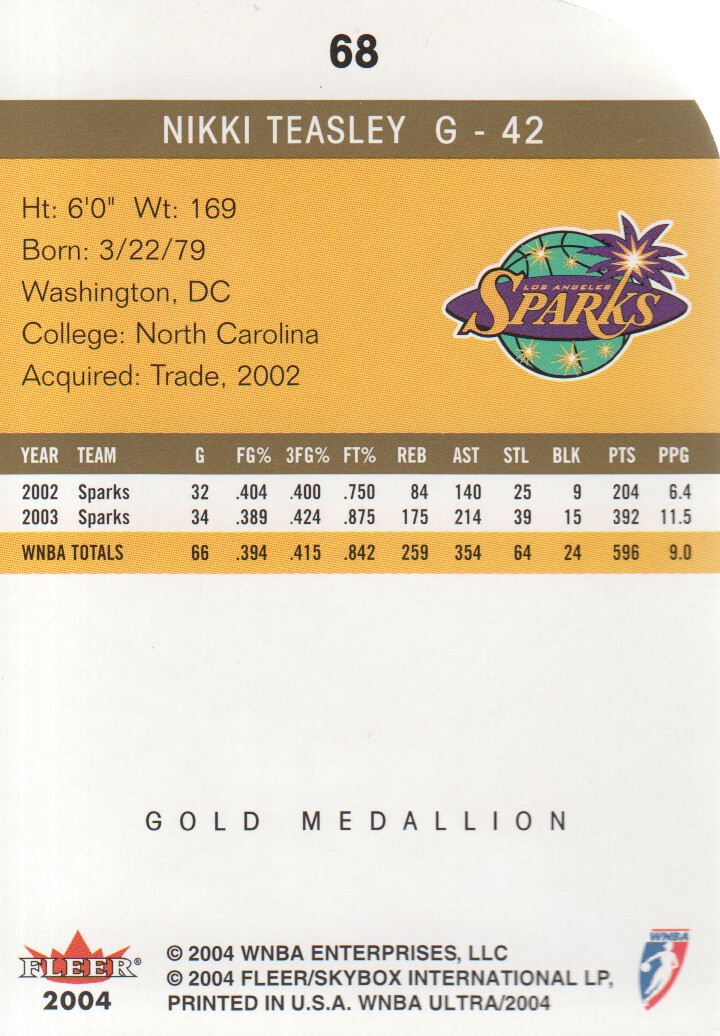 68
NIKKI TEASLEY G - 42
Ht: 6'0" Wt: 169
Born: 3/22/79
Washington, DC
College: North Carolina
Acquired: Trade, 2002
LOS ANGELES
SPARKS
YEAR TEAM G FG% 3FG% FT% REB AST STL BLK PTS PPG
2002 Sparks 32 .404 .400 .750 84 140 25 9 204 6.4
2003 Sparks 34 .389 .424 .875 175 214 39 15 392 11.5
WNBA TOTALS 66 .394 .415 .842 259 354 64 24 596 9.0
GOLD MEDALLION
FLEER®
2004
© 2004 WNBA ENTERPRISES, LLC
© 2004 FLEER/SKYBOX INTERNATIONAL LP,
PRINTED IN U.S.A. WNBA ULTRA/2004
WNBA